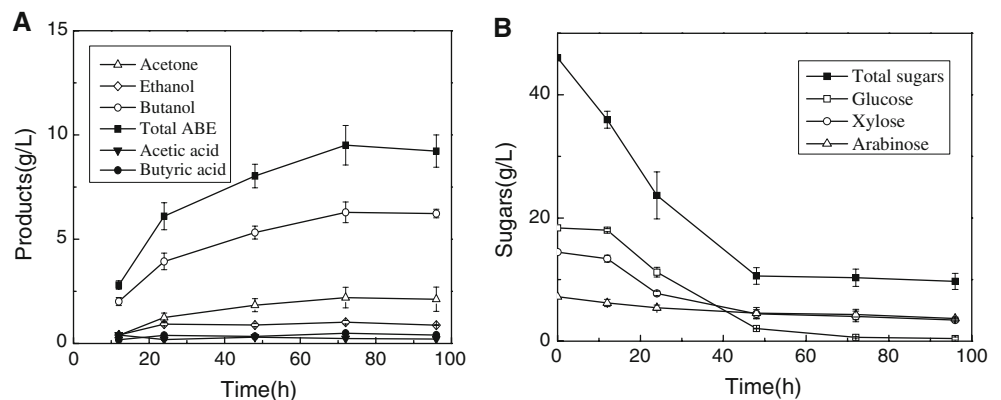 A
15
10
5
0
Products(g/L)
Acetone
Ethanol
Butanol
Total ABE
Acetic acid
Butyric acid
0 20 40 60 80 100
Time(h)
B
40
20
0
Sugars(g/L)
Total sugars
Glucose
Xylose
Arabinose
0 20 40 60 80 100
Time(h)